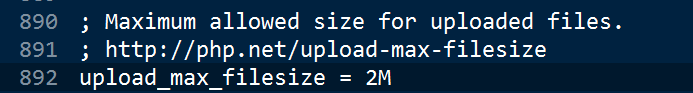 890 ; Maximum allowed size for uploaded files.
891 ; http://php.net/upload-max-filesize
892 upload_max_filesize = 2M